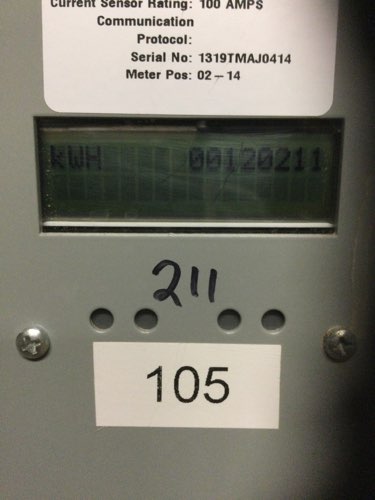 Current Sensor Rating: 100 AMPS
Communication
Protocol:
Serial No: 1319TMAJ0414
Meter Pos: 02-14
kWH 00120211
211
105